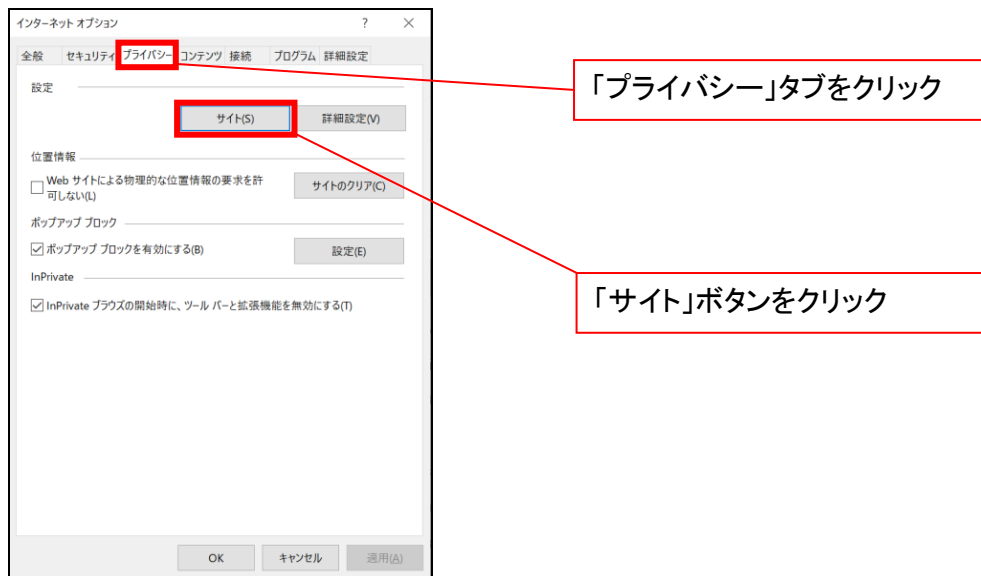 インターネット オプション
?
×
全般 セキュリティ プライバシー コンテンツ 接続 プログラム 詳細設定
「プライバシー」タブをクリック
設定
サイト(S)
詳細設定(V)
位置情報
Web サイトによる物理的な位置情報の要求を許
可しない(L)
サイトのクリア(C)
ポップアップ ブロック
ポップアップ ブロックを有効にする(B)
設定(E)
InPrivate
「サイト」ボタンをクリック
InPrivate ブラウズの開始時に、ツール バーと拡張機能を無効にする(T)
OK
キャンセル
適用(A)